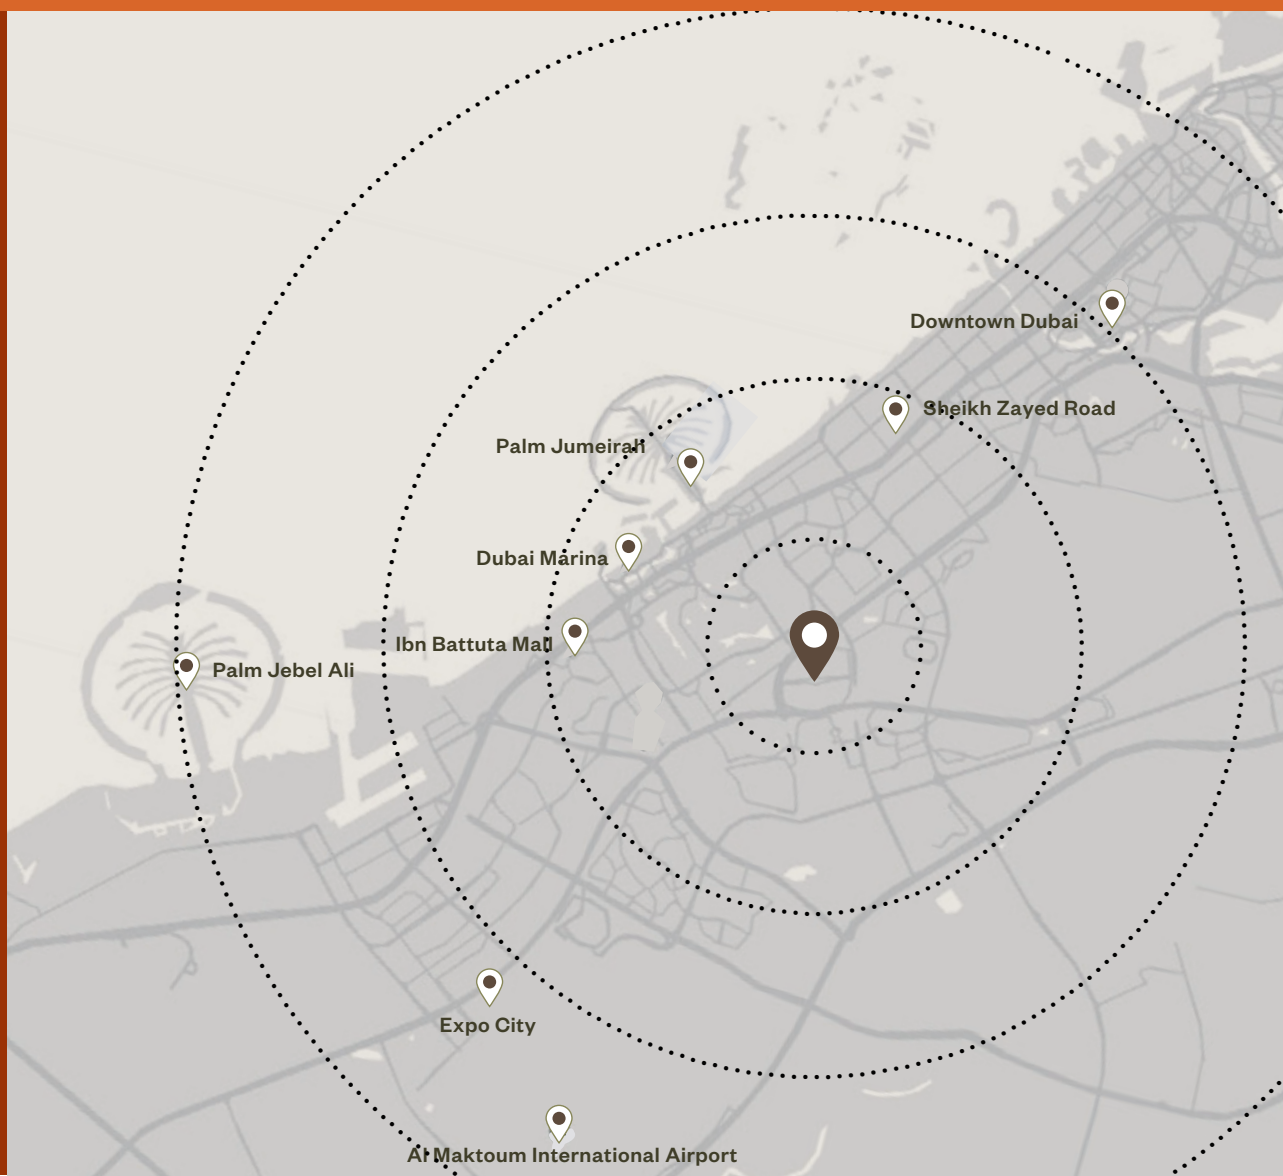 Downtown Dubai
Sheikh Zayed Road
Palm Jumeirah
Dubai Marina
Ibn Battuta Mall
Palm Jebel Ali
Expo City
Al Maktoum International Airport